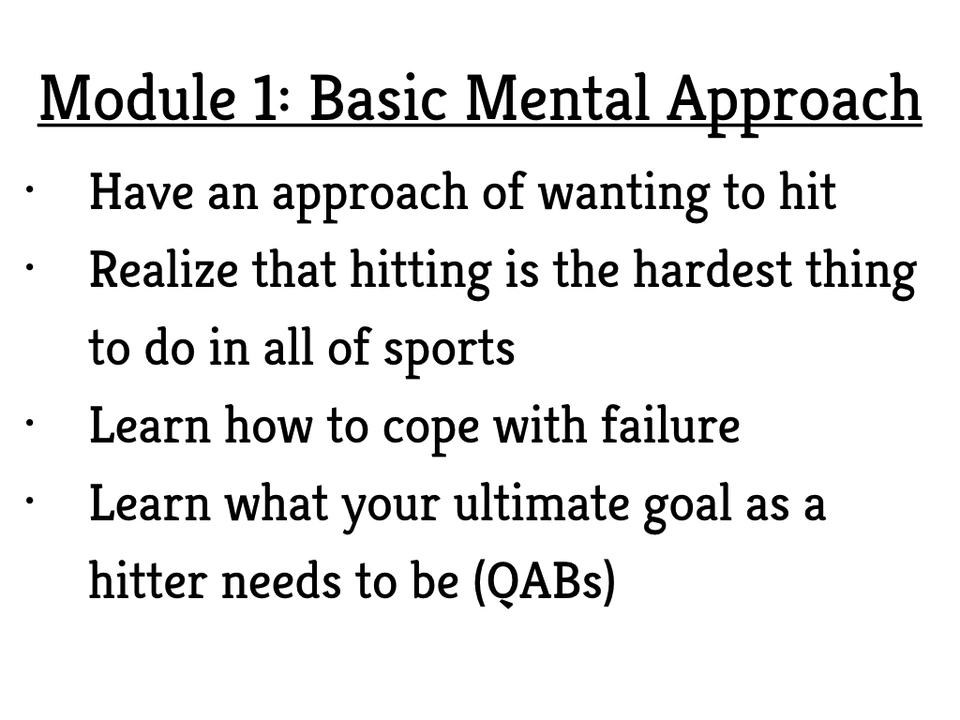 Module 1: Basic Mental Approach
· Have an approach of wanting to hit
· Realize that hitting is the hardest thing
to do in all of sports
· Learn how to cope with failure
· Learn what your ultimate goal as a
hitter needs to be (QABs)